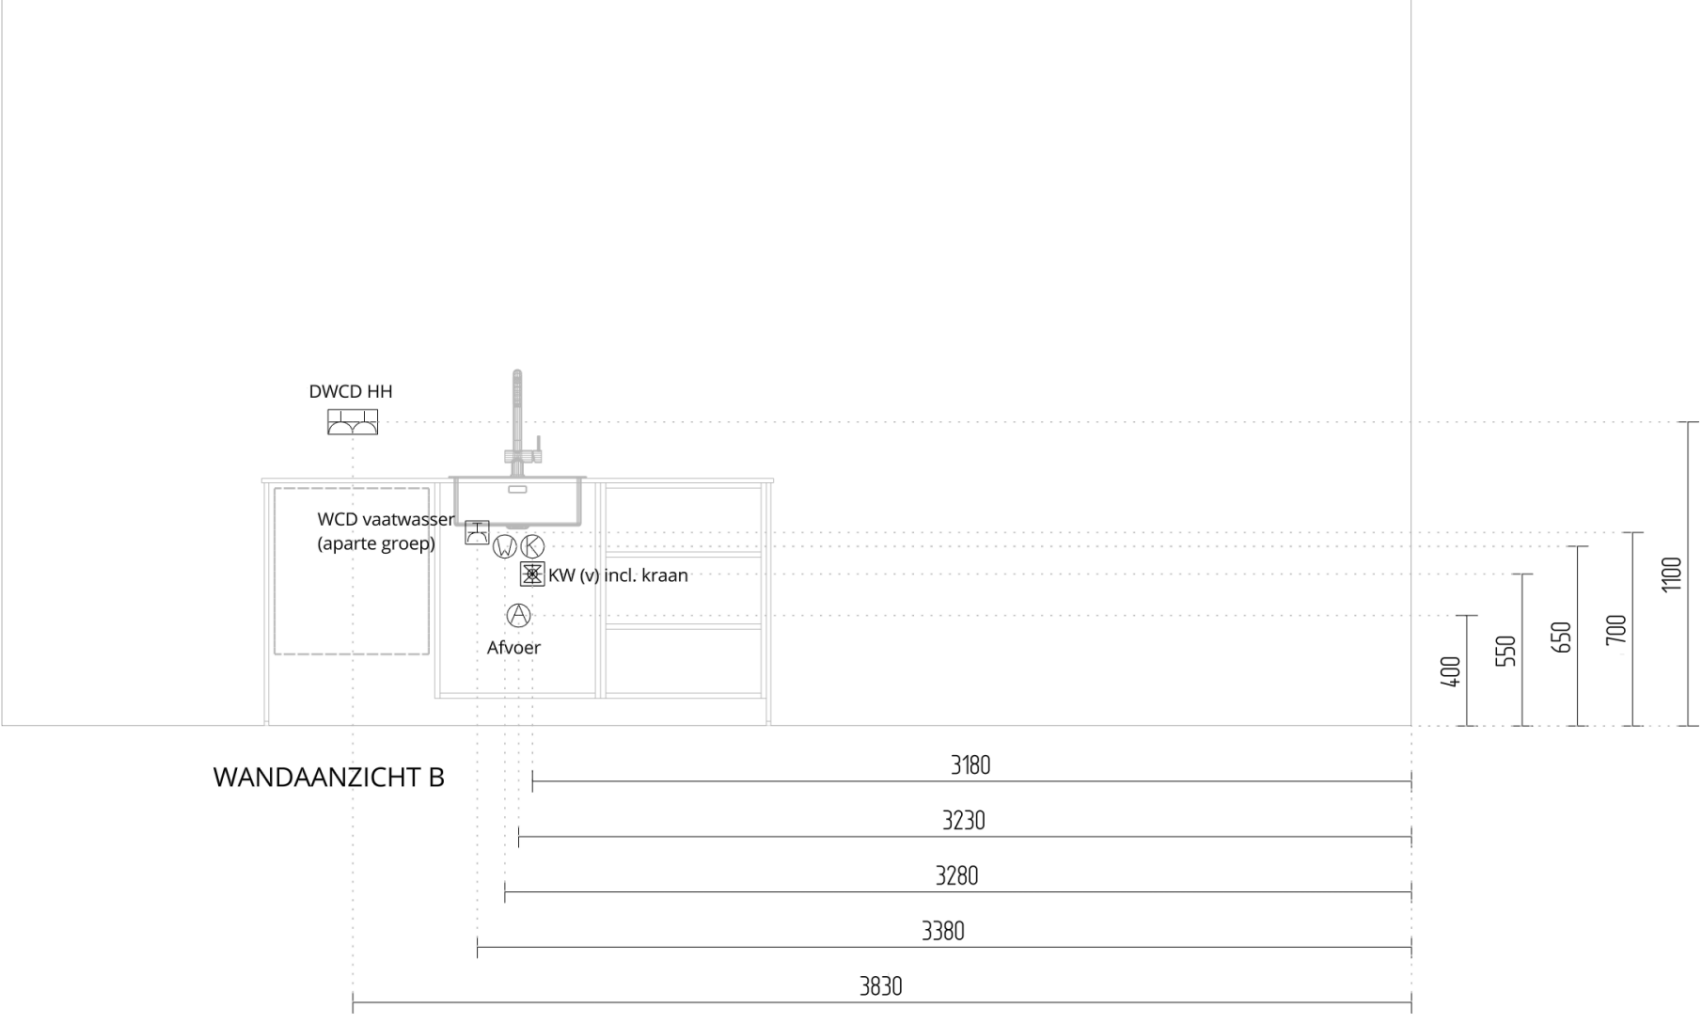 DWCD HH
WCD vaatwasser
(aparte groep)
W
K
KW (v) incl. kraan
A
Afvoer
400
550
650
700
1100
WANDAANZICHT B
3180
3230
3280
3380
3830